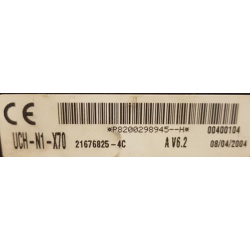 CE
*P8200298945--H*
00400104
UCH-N1-X70
21676825-4C
A V6.2
08/04/2004